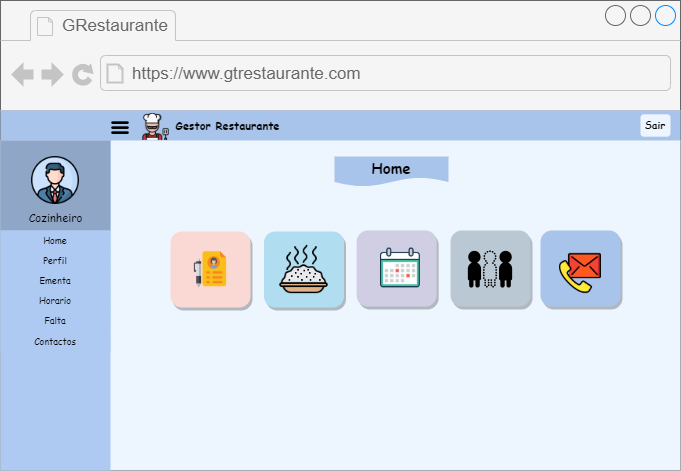 GRestaurante
https://www.gtrestaurante.com
Gestor Restaurante
Sair
Home
Cozinheiro
Home
Perfil
Ementa
Horario
Falta
Contactos